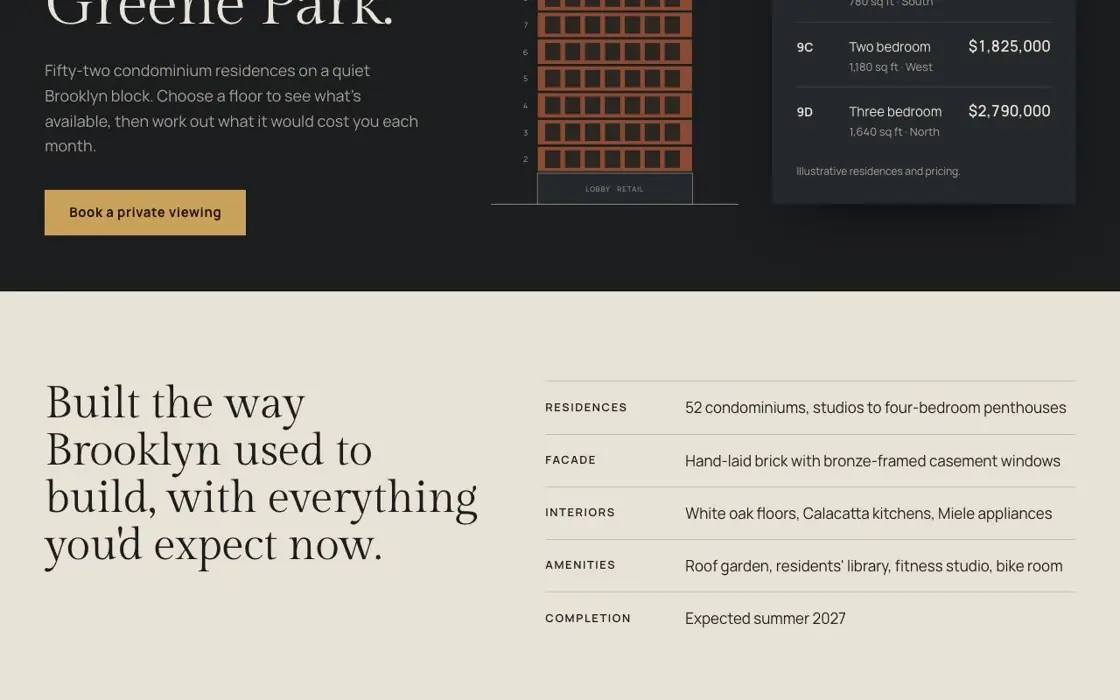 Greene Park.
Fifty-two condominium residences on a quiet
Brooklyn block. Choose a floor to see what's
available, then work out what it would cost you each
month.
Book a private viewing
7
6
5
4
3
2
LOBBY RETAIL
780 sq ft · South
9C Two bedroom $1,825,000
1,180 sq ft · West
9D Three bedroom $2,790,000
1,640 sq ft · North
Illustrative residences and pricing.
Built the way
Brooklyn used to
build, with everything
you'd expect now.
RESIDENCES 52 condominiums, studios to four-bedroom penthouses
FACADE Hand-laid brick with bronze-framed casement windows
INTERIORS White oak floors, Calacatta kitchens, Miele appliances
AMENITIES Roof garden, residents' library, fitness studio, bike room
COMPLETION Expected summer 2027